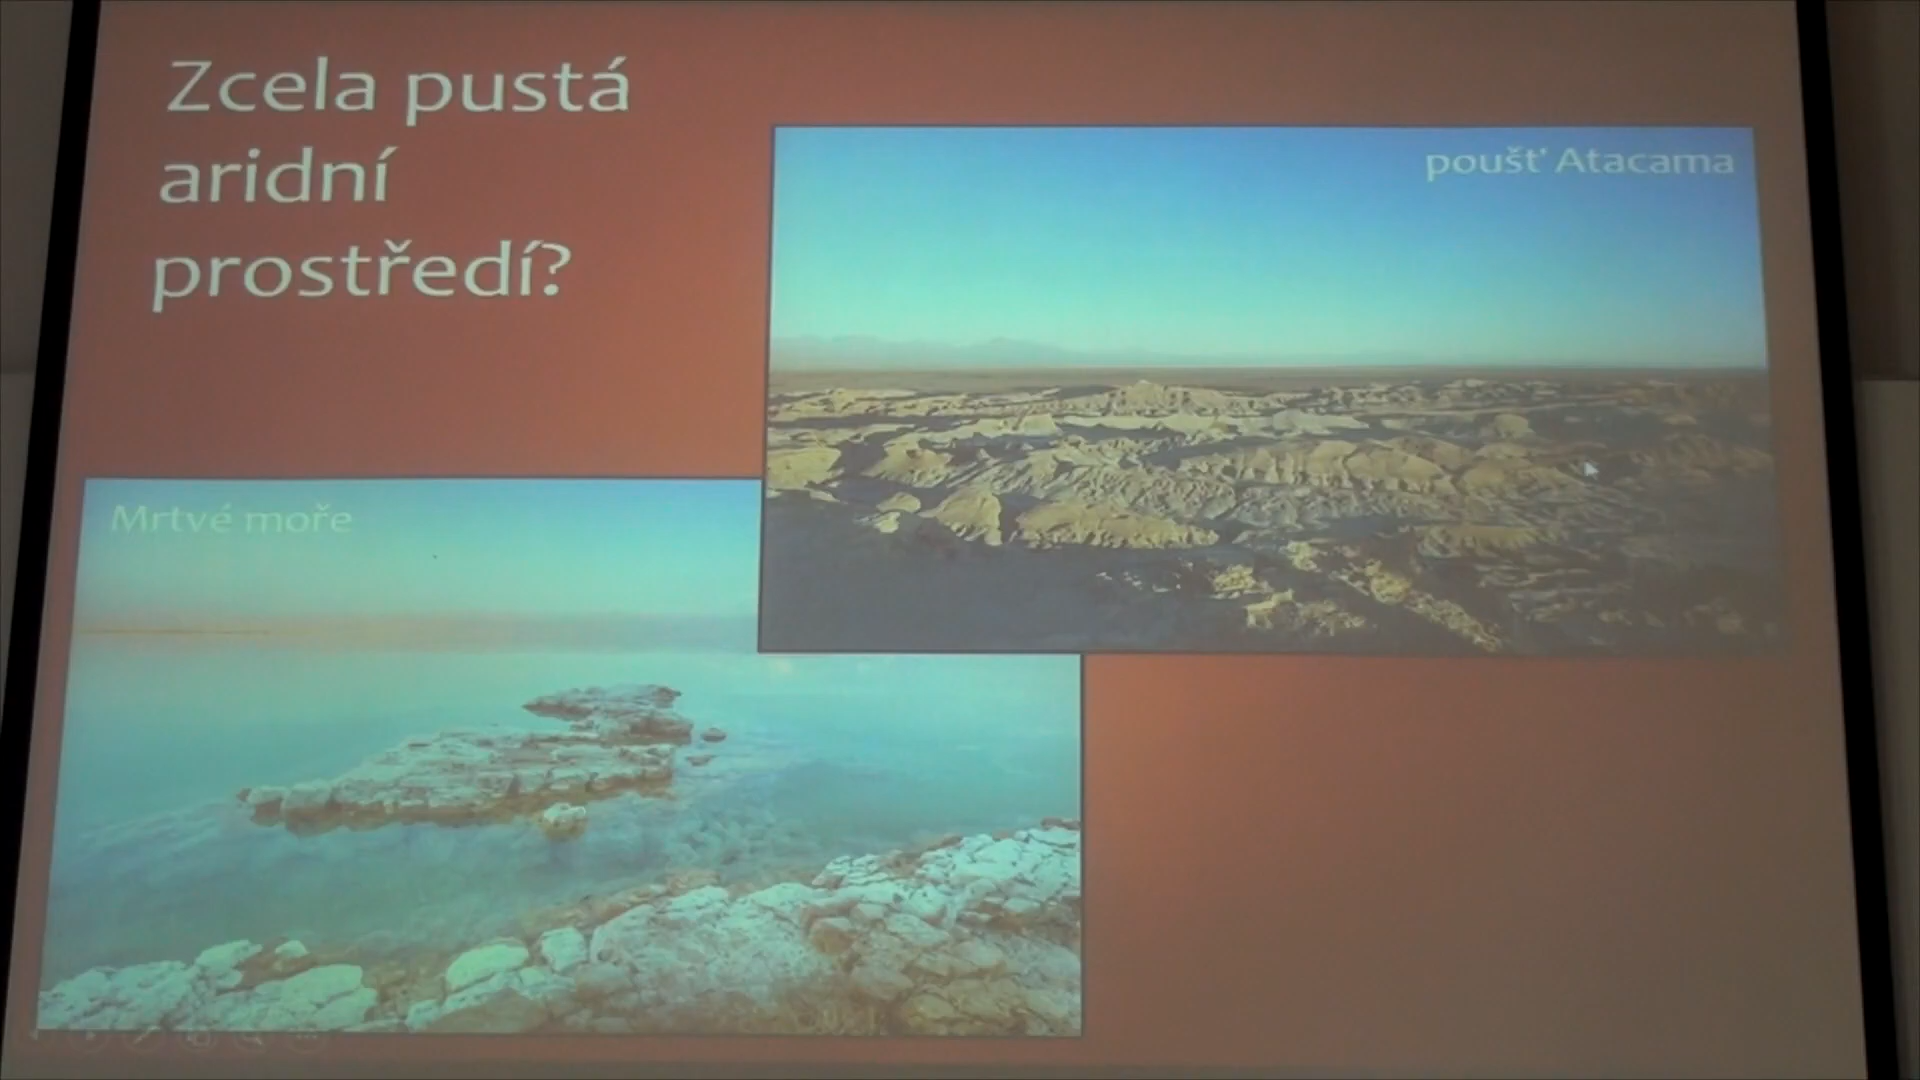 Zcela pustá
aridní
prostředí?
poušť Atacama
Mrtvé moře